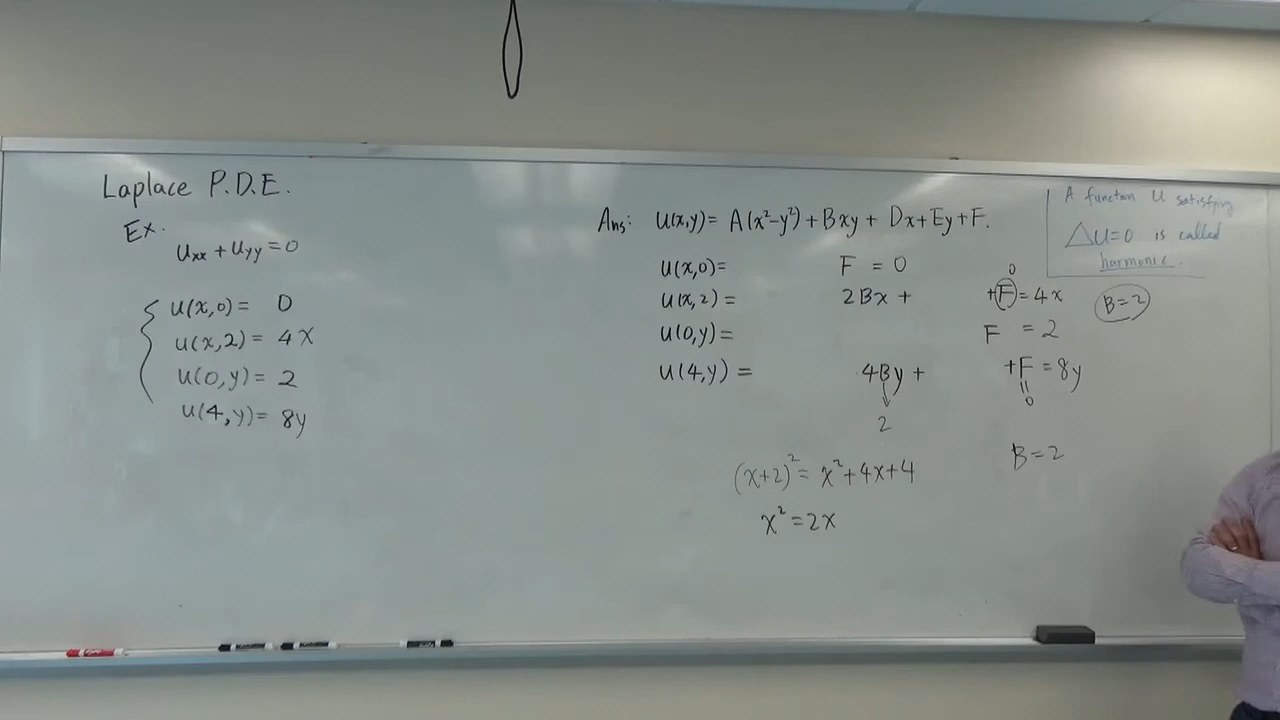 Laplace P.D.E.
Ex.
Uxx + Uyy = 0
U(x,0) = 0
U(x,2) = 4x
U(0,y) = 2
U(4,y) = 8y
Ans: U(x,y) = A(x²-y²) + Bxy + Dx + Ey + F.
U(x,0) = F = 0
U(x,2) = 2Bx + +F = 4x B=2
0
U(0,y) = F = 2
U(4,y) = 4By + +F = 8y
2
0
B=2
(x+2)² = x²+4x+4
x² = 2x
A function U satisfying
△U=0 is called
harmonic.